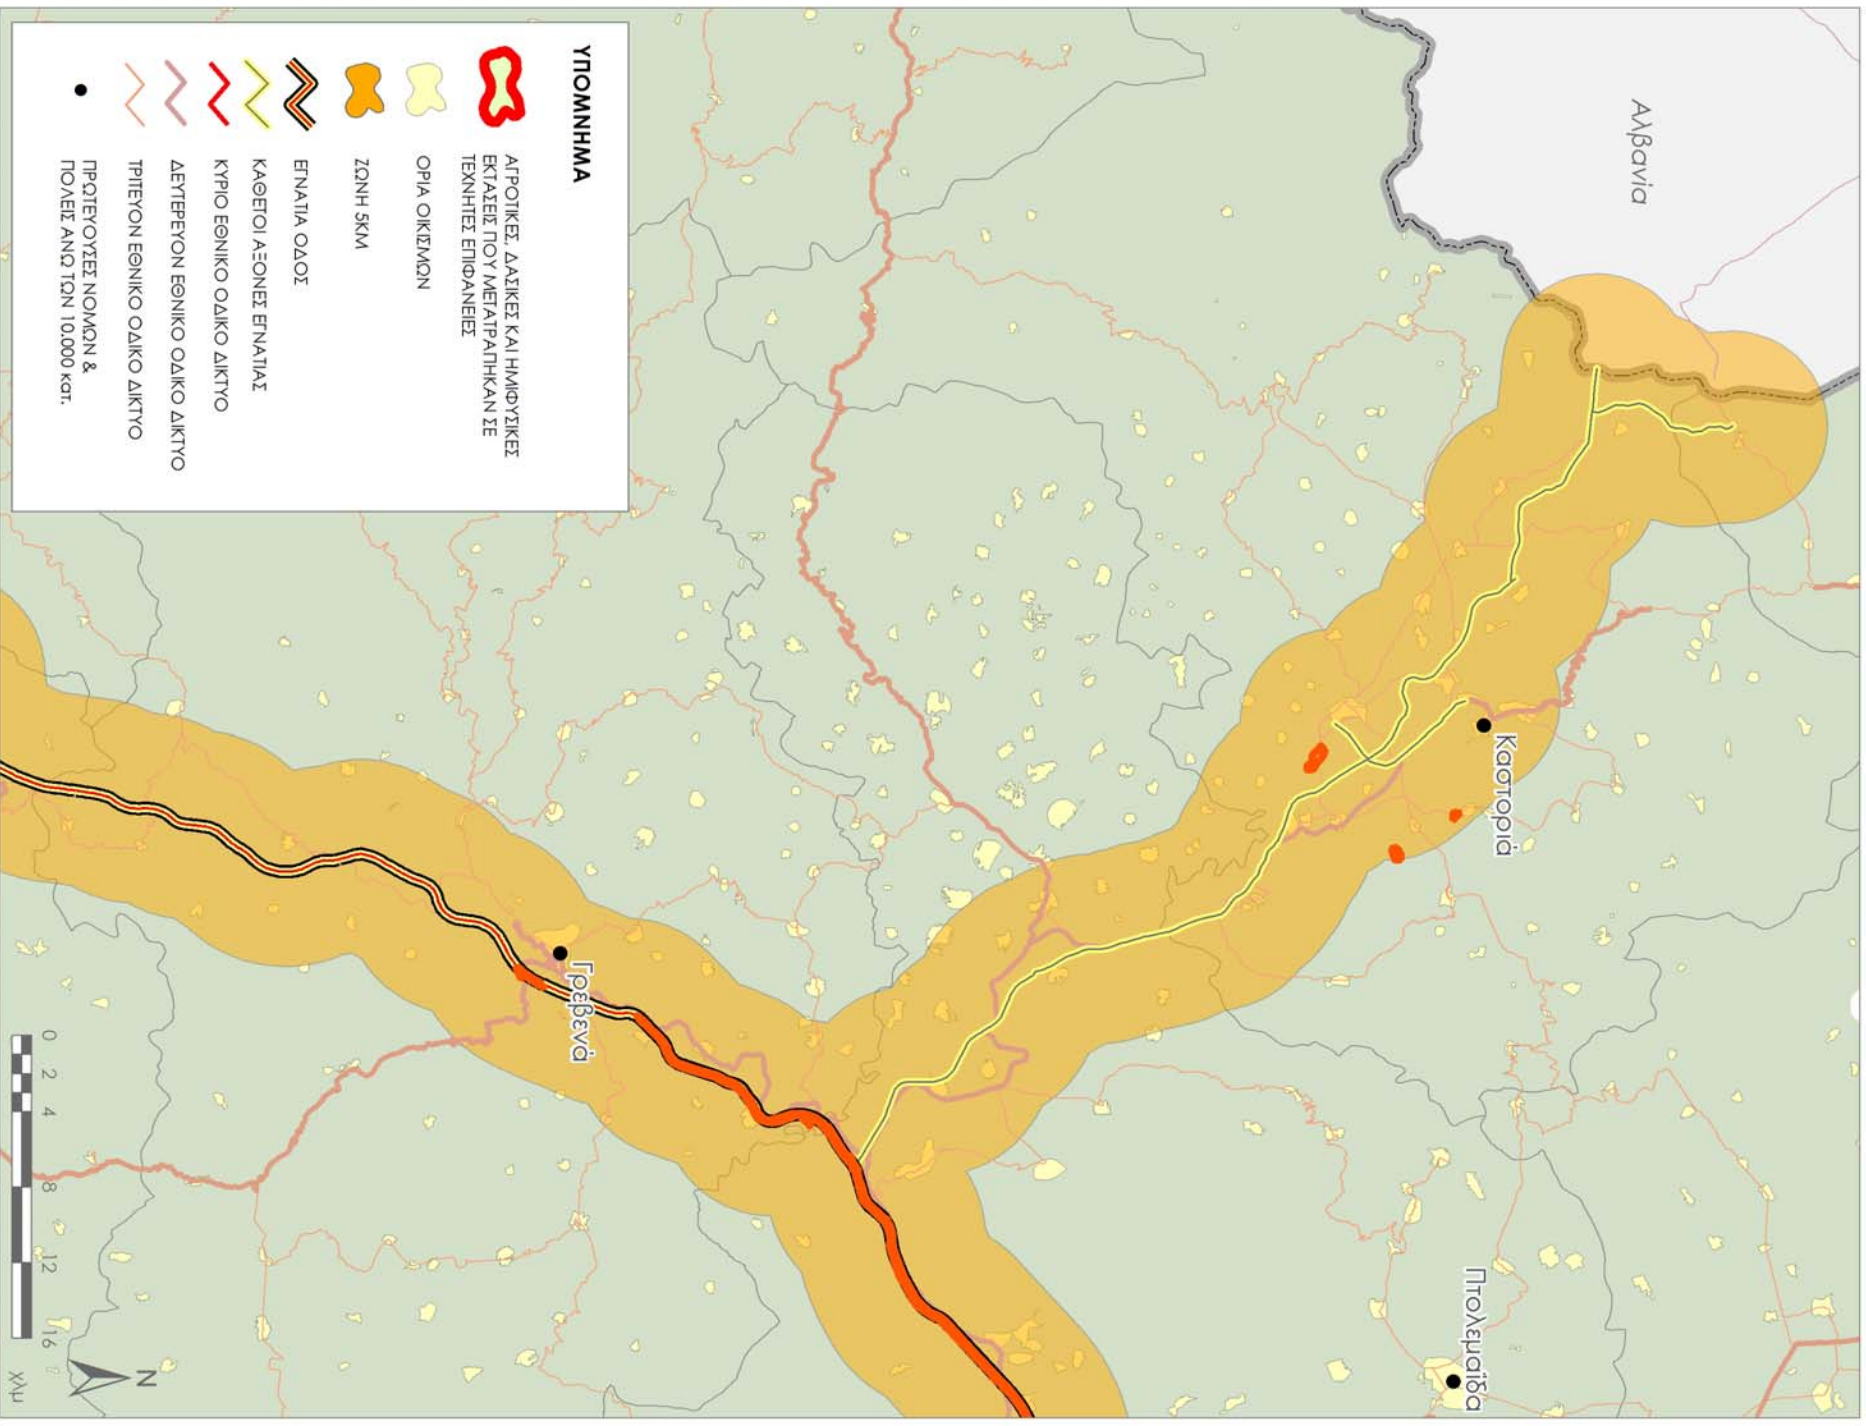 Αλβανία
Καστοριά
Πτολεμαΐδα
Γρεβενά
ΥΠΟΜΝΗΜΑ
ΑΓΡΟΤΙΚΕΣ, ΔΑΣΙΚΕΣ ΚΑΙ ΗΜΙΦΥΣΙΚΕΣ
ΕΚΤΑΣΕΙΣ ΠΟΥ ΜΕΤΑΤΡΑΠΗΚΑΝ ΣΕ
ΤΕΧΝΗΤΕΣ ΕΠΙΦΑΝΕΙΕΣ
ΟΡΙΑ ΟΙΚΙΣΜΩΝ
ΖΩΝΗ 5KM
ΕΓΝΑΤΙΑ ΟΔΟΣ
ΚΑΘΕΤΟΙ ΑΞΟΝΕΣ ΕΓΝΑΤΙΑΣ
ΚΥΡΙΟ ΕΘΝΙΚΟ ΟΔΙΚΟ ΔΙΚΤΥΟ
ΔΕΥΤΕΡΕΥΟΝ ΕΘΝΙΚΟ ΟΔΙΚΟ ΔΙΚΤΥΟ
ΤΡΙΤΕΥΟΝ ΕΘΝΙΚΟ ΟΔΙΚΟ ΔΙΚΤΥΟ
ΠΡΩΤΕΥΟΥΣΕΣ ΝΟΜΩΝ &
ΠΟΛΕΙΣ ΑΝΩ ΤΩΝ 10.000 κατ.
0 2 4 8 12 16
χλμ
N